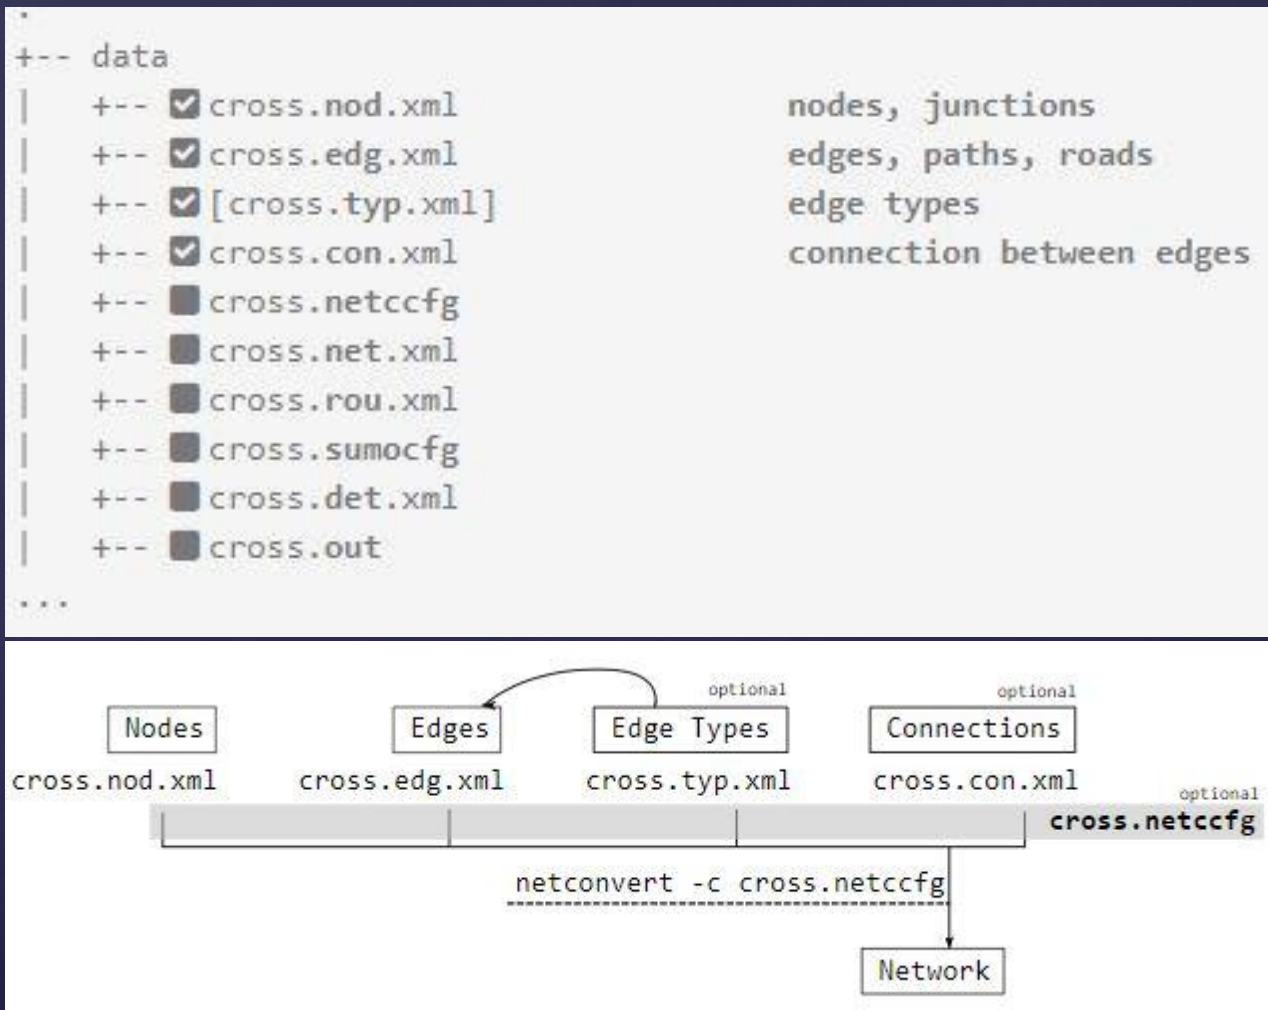 .
+-- data
|   +-- cross.nod.xml                 nodes, junctions
|   +-- cross.edg.xml                 edges, paths, roads
|   +-- [cross.typ.xml]               edge types
|   +-- cross.con.xml                 connection between edges
|   +-- cross.netccfg
|   +-- cross.net.xml
|   +-- cross.rou.xml
|   +-- cross.sumocfg
|   +-- cross.det.xml
|   +-- cross.out
...
optional optional
Nodes Edges Edge Types Connections
cross.nod.xml cross.edg.xml cross.typ.xml cross.con.xml
optional
cross.netccfg
netconvert -c cross.netccfg
Network